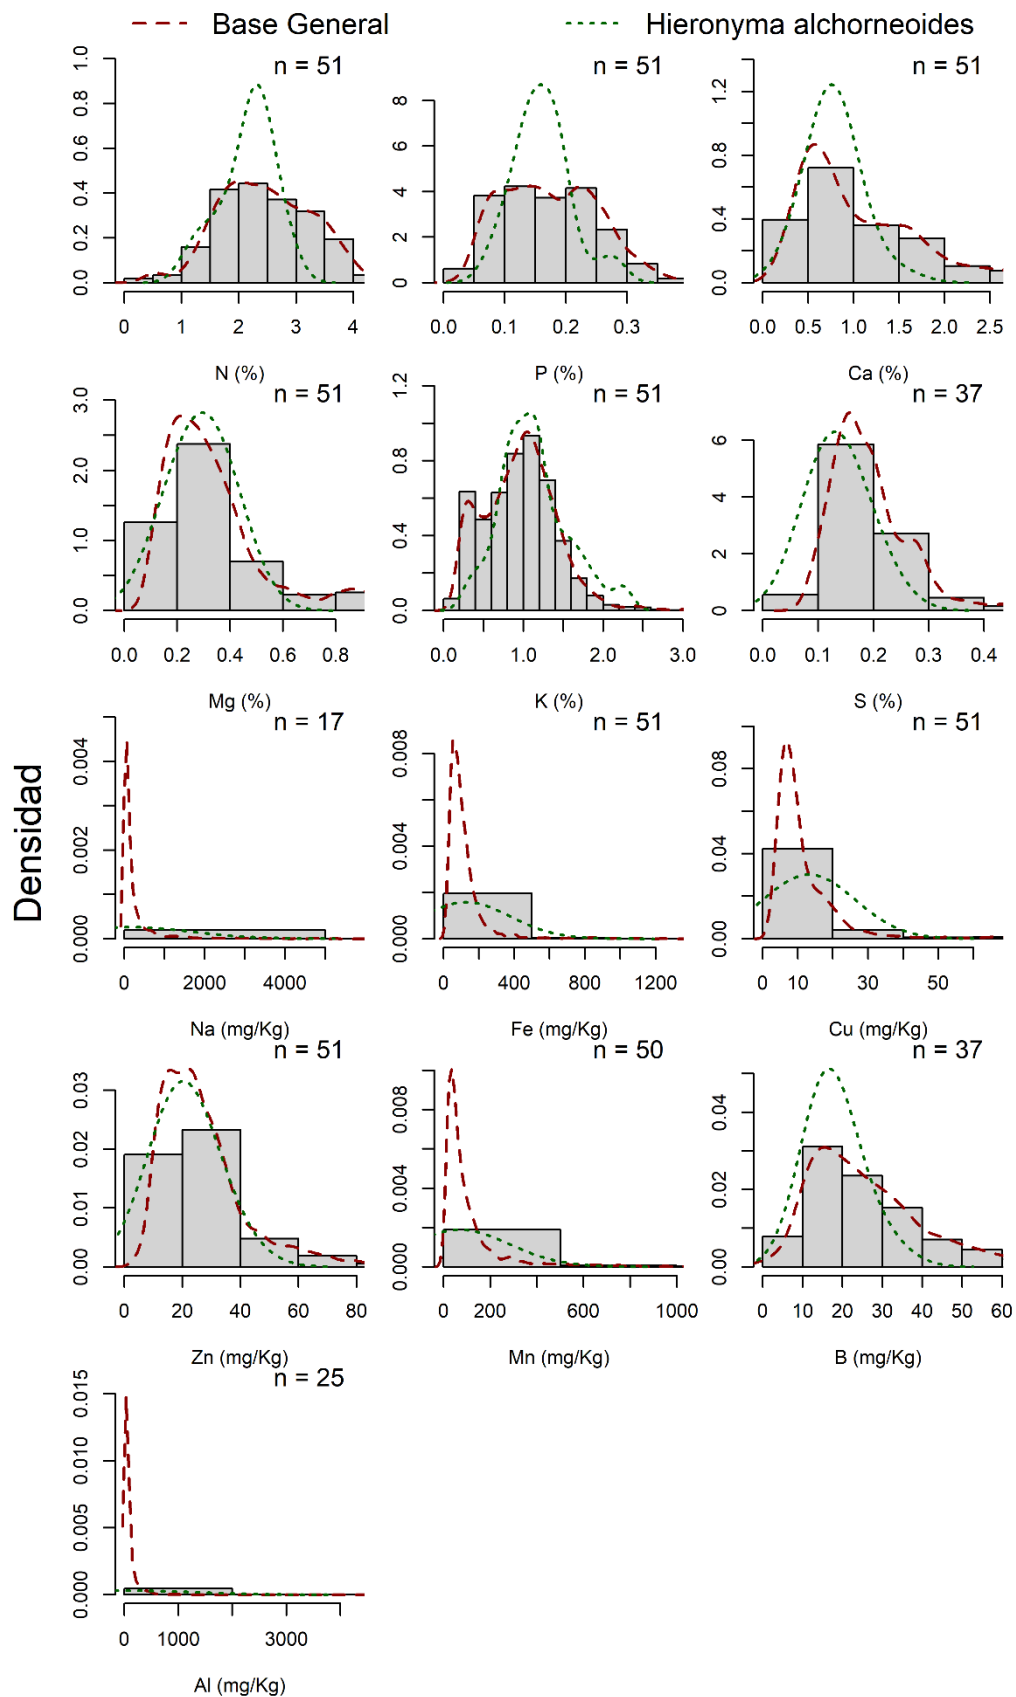 Base General
Hieronyma alchorneoides
Densidad
n = 51
0.0 0.2 0.4 0.6 0.8 1.0
0 1 2 3 4
N (%)
n = 51
0 2 4 6 8
0.0 0.1 0.2 0.3
P (%)
n = 51
0.0 0.4 0.8 1.2
0.0 0.5 1.0 1.5 2.0 2.5
Ca (%)
n = 51
0.0 1.0 2.0 3.0
0.0 0.2 0.4 0.6 0.8
Mg (%)
n = 51
0.0 0.4 0.8 1.2
0.0 1.0 2.0 3.0
K (%)
n = 37
0 2 6
0.0 0.1 0.2 0.3 0.4
S (%)
n = 17
0.000 0.002 0.004
0 2000 4000
Na (mg/Kg)
n = 51
0.000 0.004 0.008
0 400 800 1200
Fe (mg/Kg)
n = 51
0.00 0.04 0.08
0 10 30 50
Cu (mg/Kg)
n = 51
0.00 0.01 0.02 0.03
0 20 40 60 80
Zn (mg/Kg)
n = 50
0.000 0.004 0.008
0 200 600 1000
Mn (mg/Kg)
n = 37
0.00 0.02 0.04
0 10 20 30 40 50 60
B (mg/Kg)
n = 25
0.000 0.005 0.010 0.015
0 1000 3000
Al (mg/Kg)